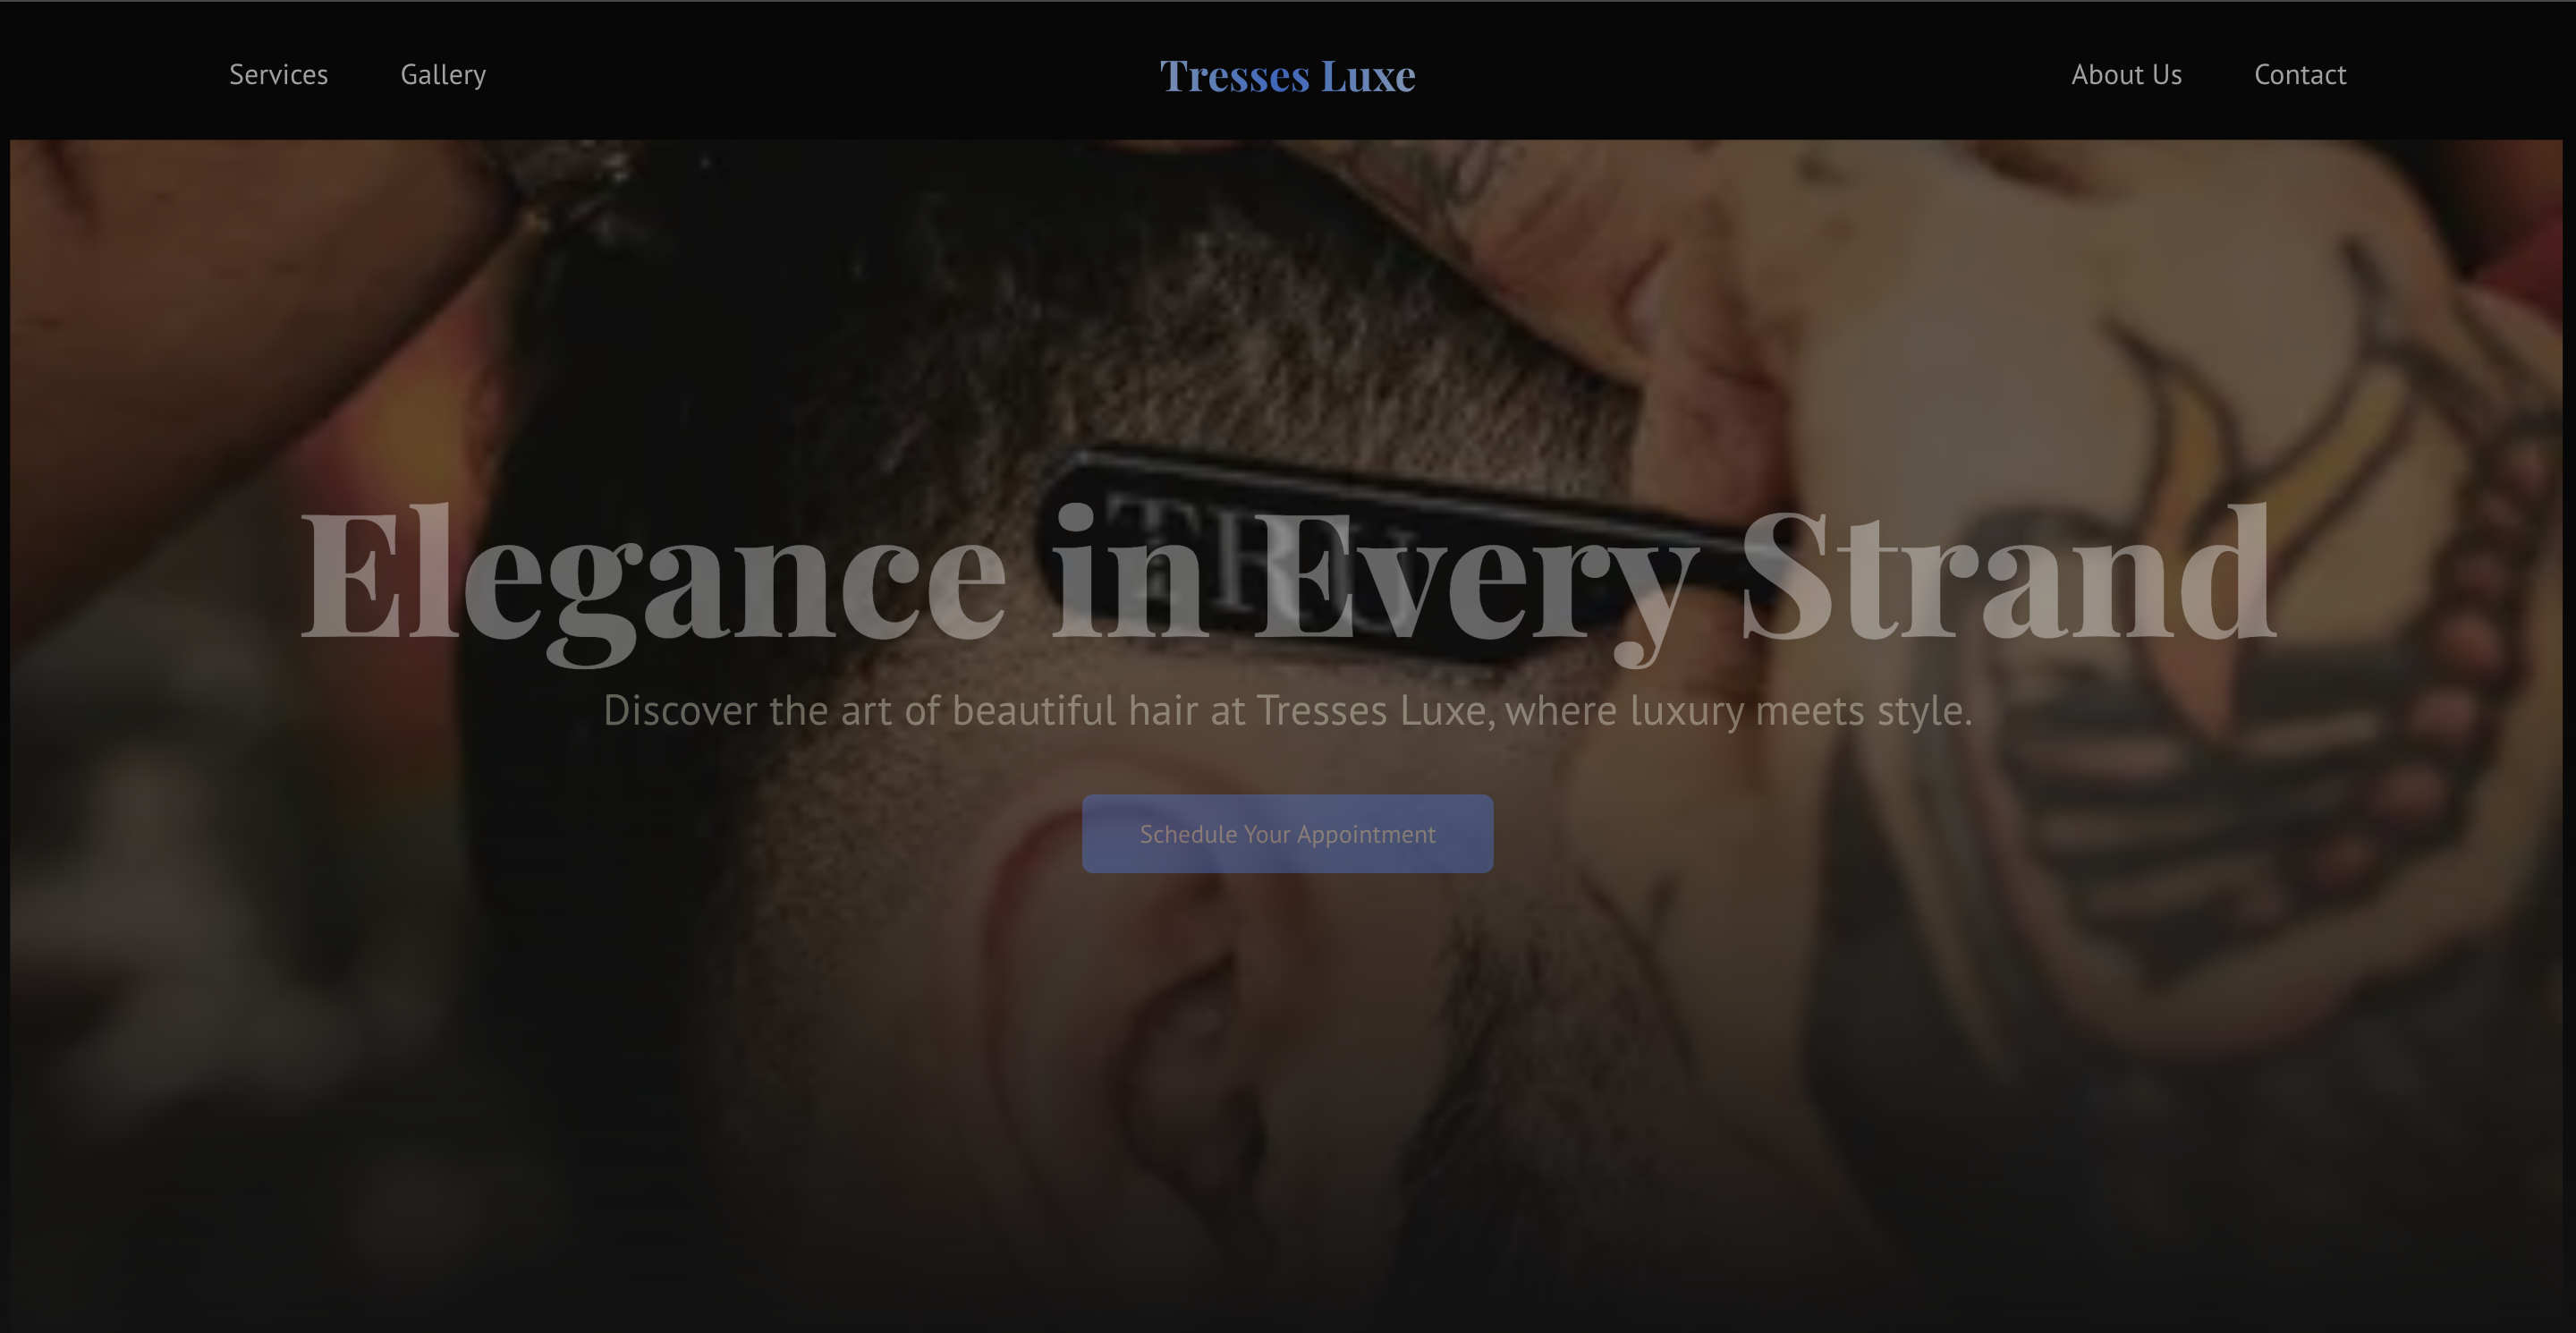 Services Gallery Tresses Luxe About Us Contact
TRU
Elegance in Every Strand
Discover the art of beautiful hair at Tresses Luxe, where luxury meets style.
Schedule Your Appointment